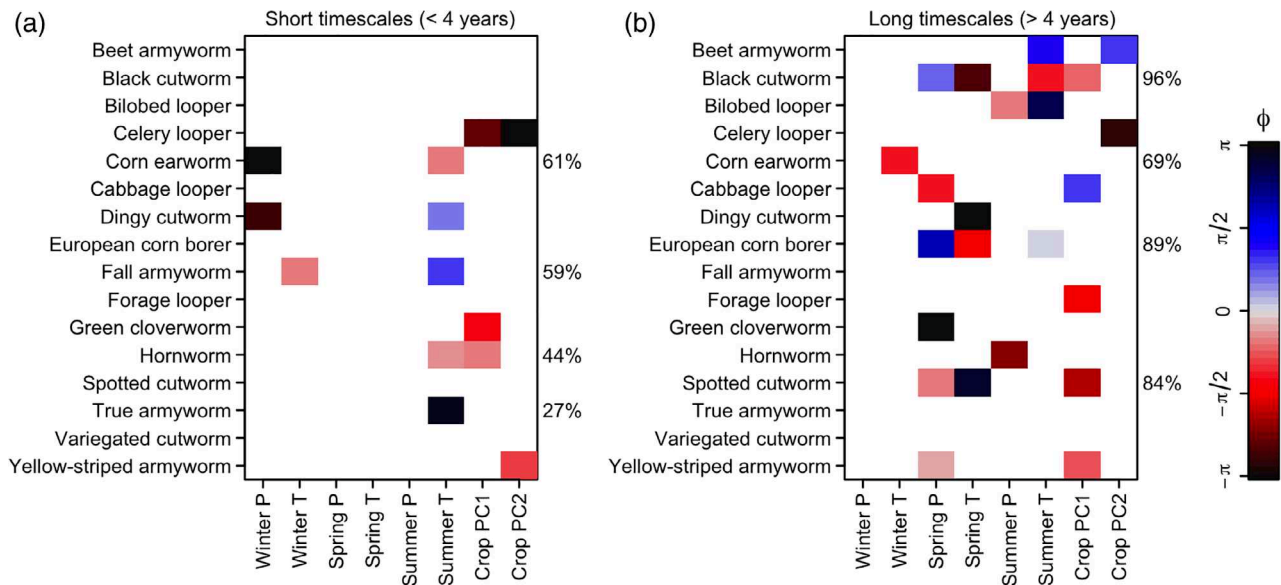 (a)
Short timescales (< 4 years)
Beet armyworm
Black cutworm
Bilobed looper
Celery looper
Corn earworm
Cabbage looper
Dingy cutworm
European corn borer
Fall armyworm
Forage looper
Green cloverworm
Hornworm
Spotted cutworm
True armyworm
Variegated cutworm
Yellow-striped armyworm
61%
59%
44%
27%
Winter P
Winter T
Spring P
Spring T
Summer P
Summer T
Crop PC1
Crop PC2
(b)
Long timescales (> 4 years)
Beet armyworm
Black cutworm
Bilobed looper
Celery looper
Corn earworm
Cabbage looper
Dingy cutworm
European corn borer
Fall armyworm
Forage looper
Green cloverworm
Hornworm
Spotted cutworm
True armyworm
Variegated cutworm
Yellow-striped armyworm
96%
69%
89%
84%
Winter P
Winter T
Spring P
Spring T
Summer P
Summer T
Crop PC1
Crop PC2
ϕ
π
π/2
0
−π/2
−π